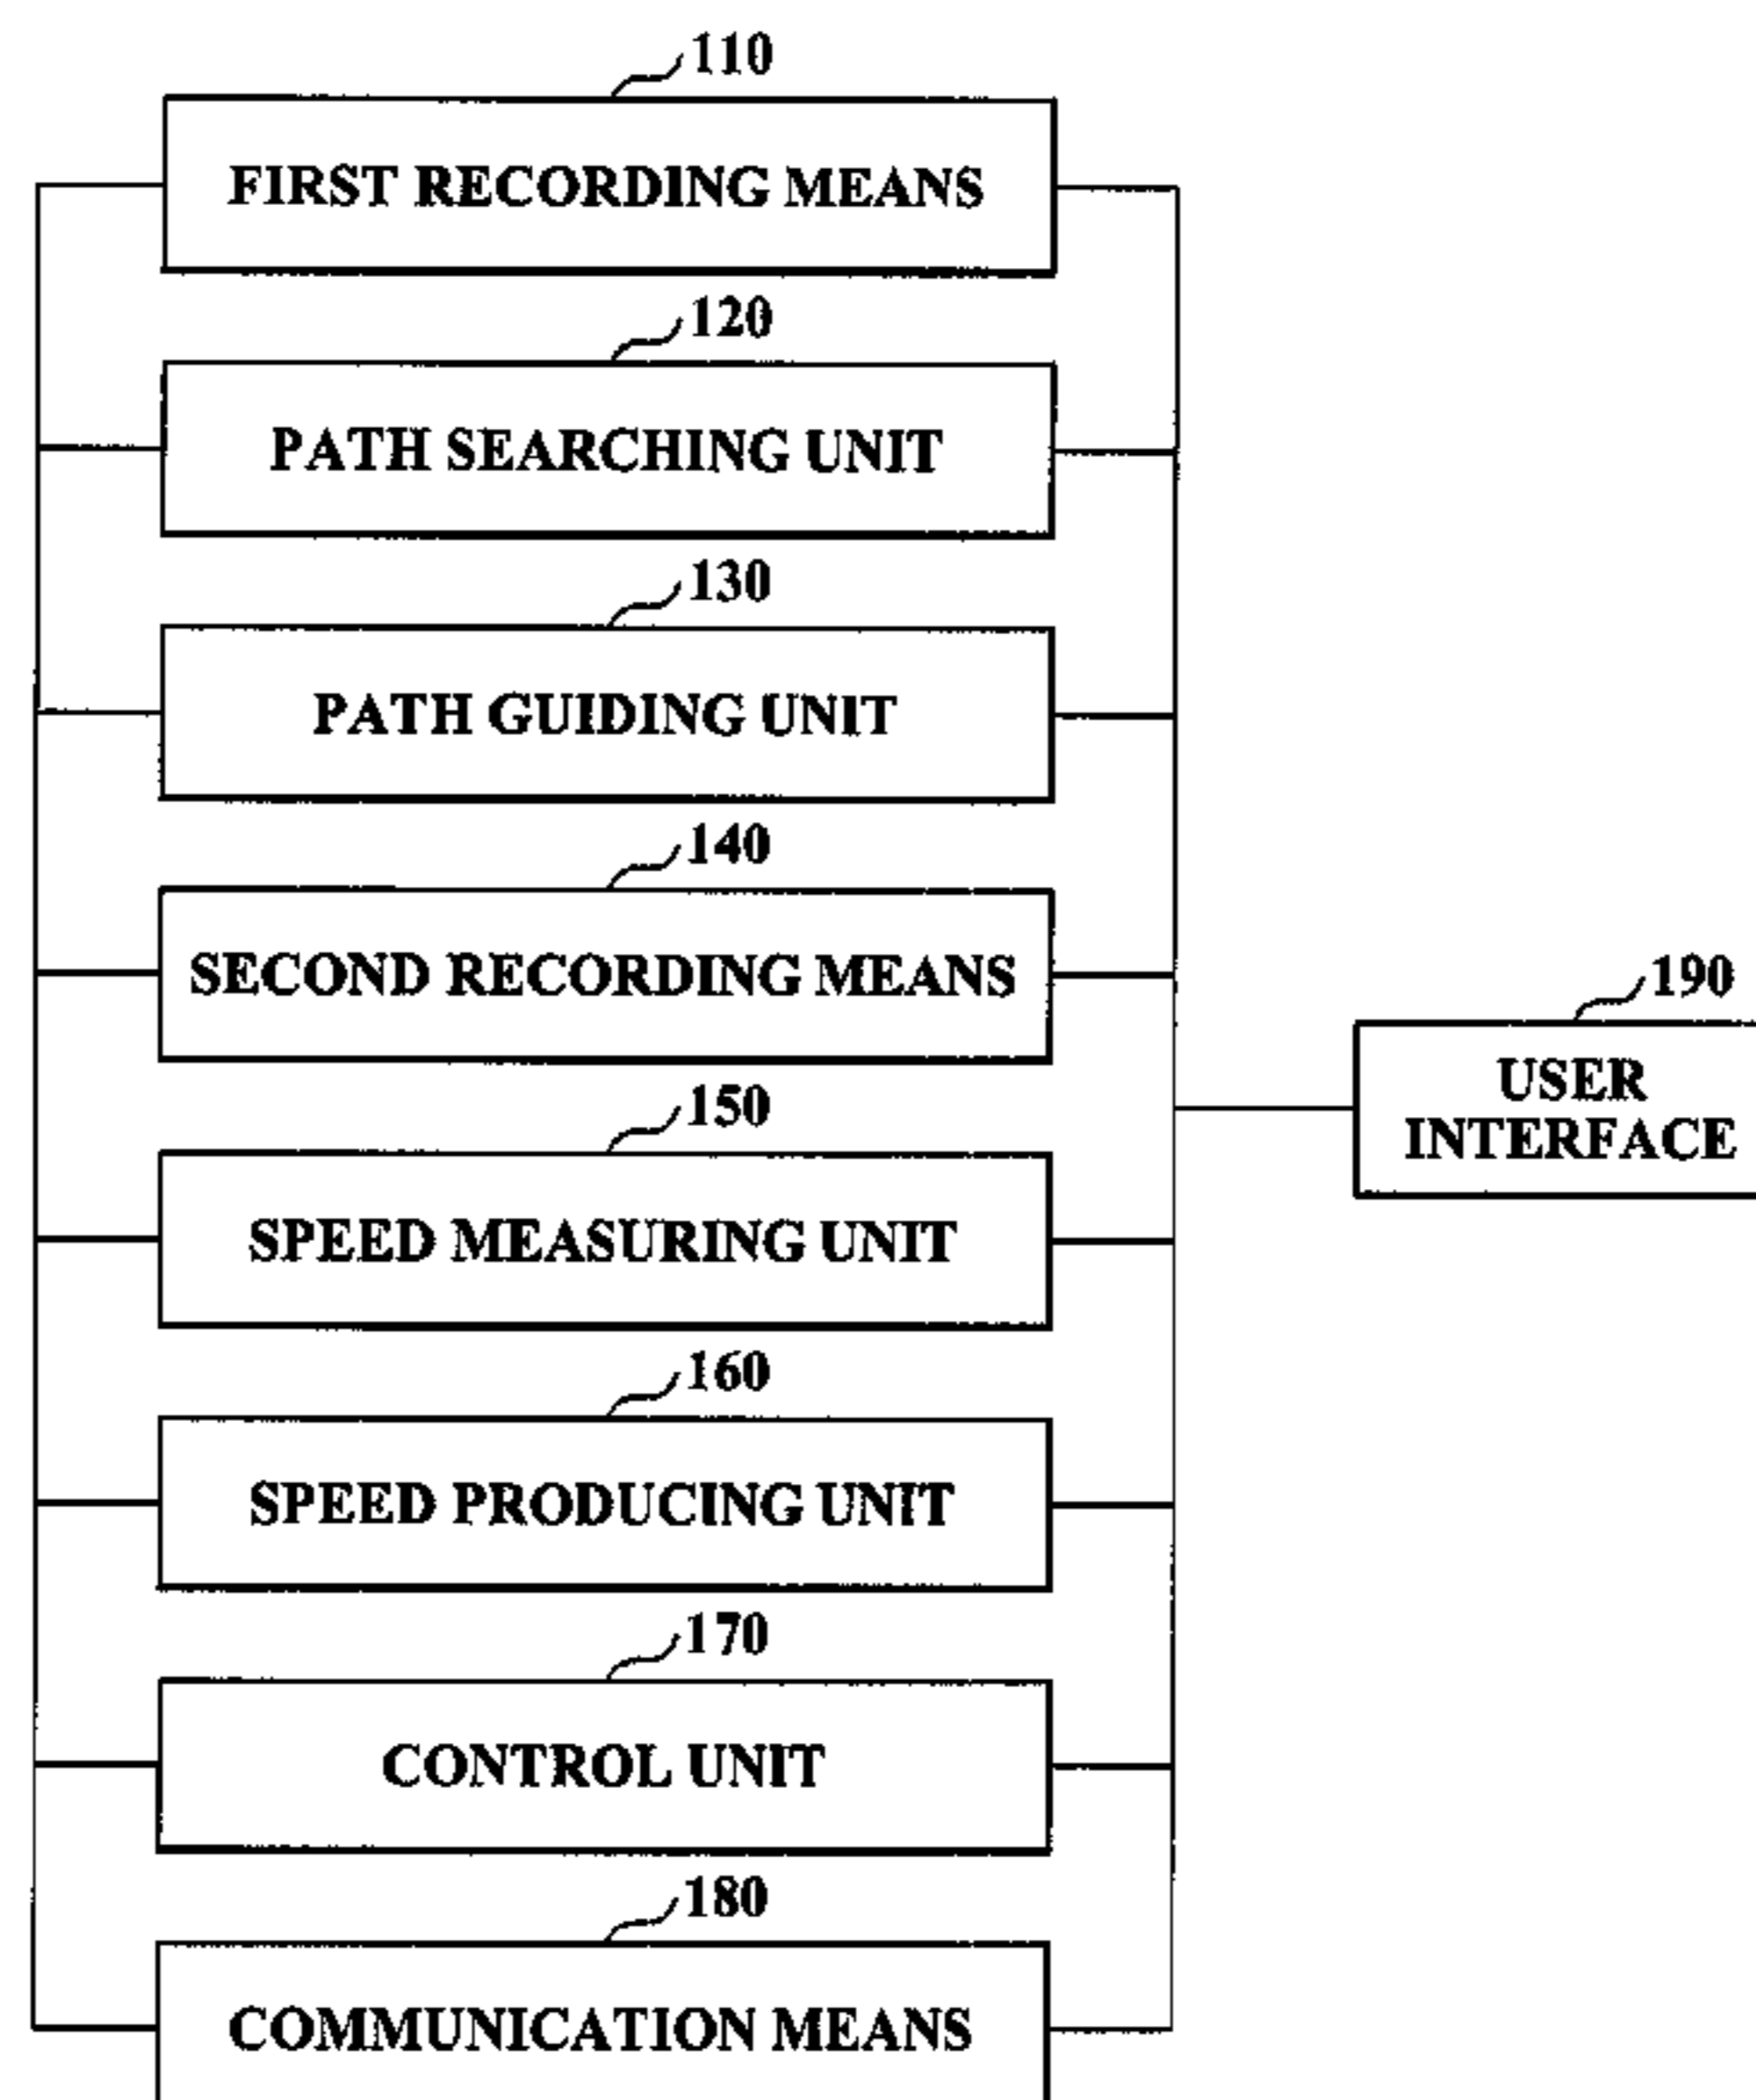 110
FIRST RECORDING MEANS
120
PATH SEARCHING UNIT
130
PATH GUIDING UNIT
140
SECOND RECORDING MEANS
150
SPEED MEASURING UNIT
160
SPEED PRODUCING UNIT
170
CONTROL UNIT
180
COMMUNICATION MEANS
190
USER
INTERFACE